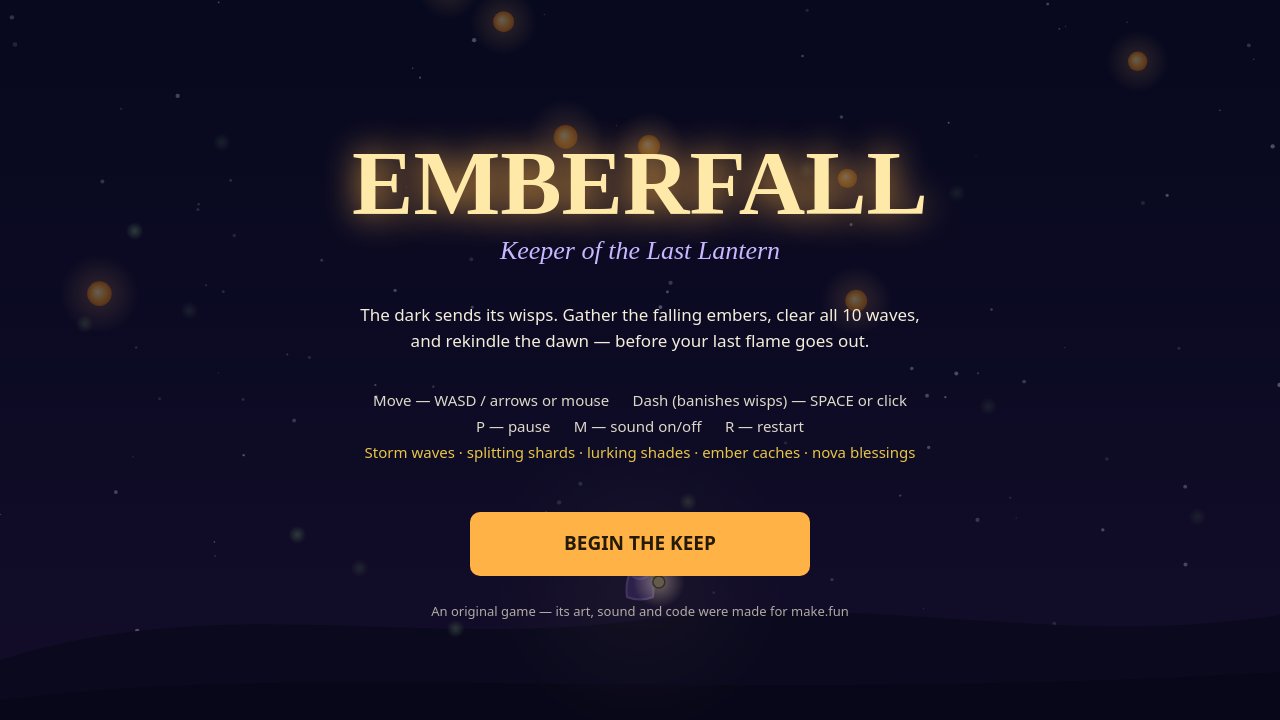 EMBERFALL
Keeper of the Last Lantern
The dark sends its wisps. Gather the falling embers, clear all 10 waves,
and rekindle the dawn — before your last flame goes out.
Move — WASD / arrows or mouse Dash (banishes wisps) — SPACE or click
P — pause M — sound on/off R — restart
Storm waves · splitting shards · lurking shades · ember caches · nova blessings
BEGIN THE KEEP
An original game — its art, sound and code were made for make.fun